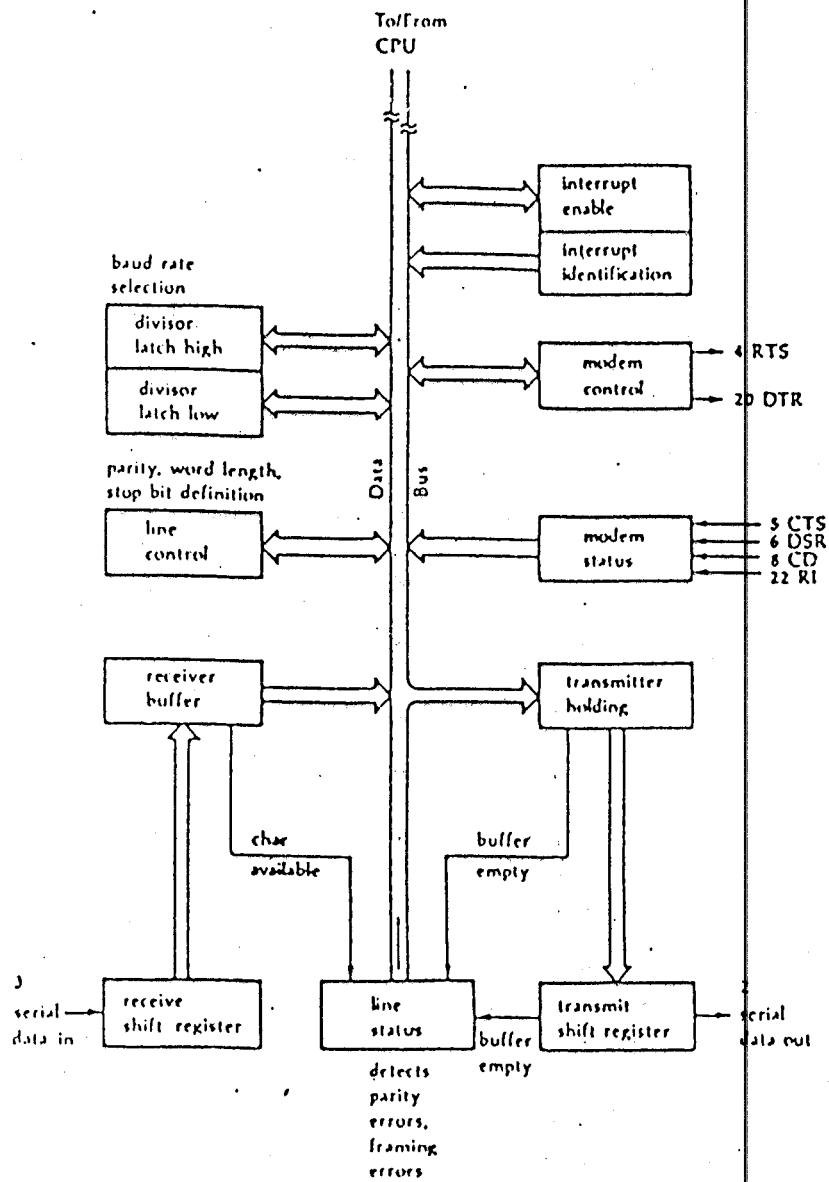 To/From
CPU
interrupt
enable
interrupt
identification
baud rate
selection
divisor
latch high
divisor
latch low
modem
control
4 RTS
20 DTR
parity, word length,
stop bit definition
line
control
Data
Bus
modem
status
5 CTS
6 DSR
8 CD
22 RI
receiver
buffer
transmitter
holding
char
available
buffer
empty
3
serial
data in
receive
shift register
line
status
buffer
empty
transmit
shift register
2
serial
data out
detects
parity
errors,
framing
errors